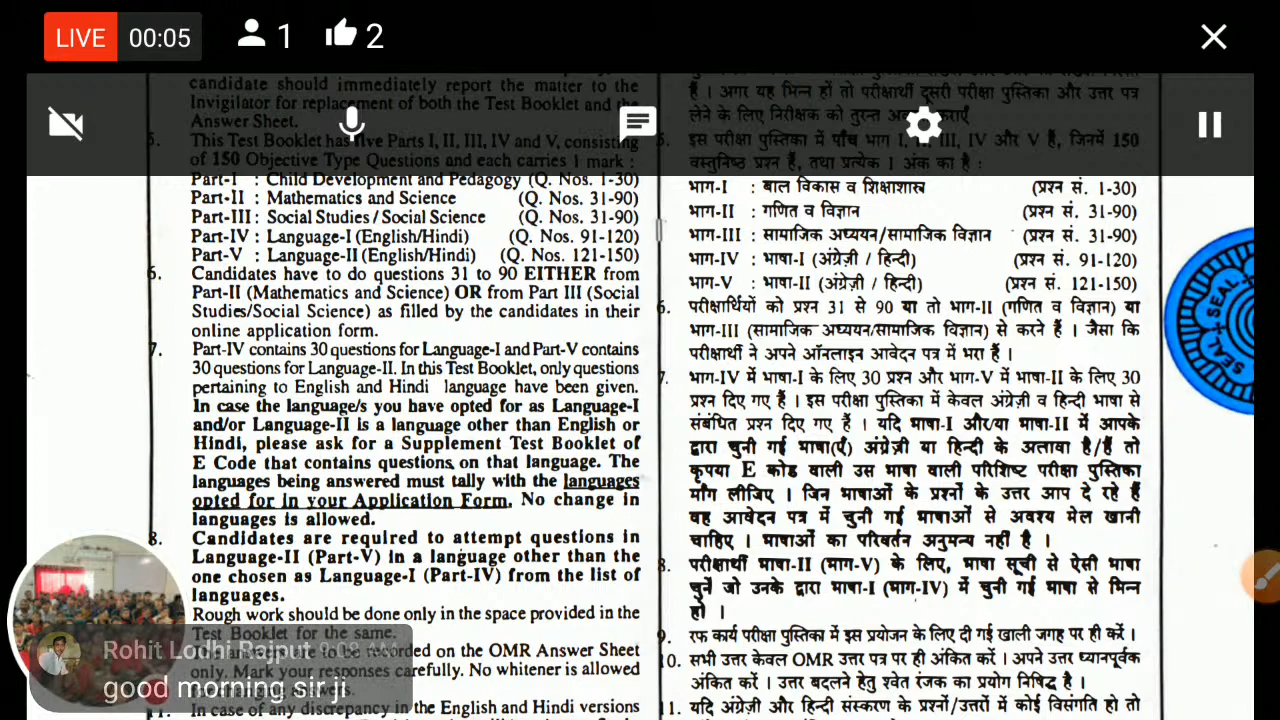 LIVE 00:05 1 2
candidate should immediately report the matter to the
Invigilator for replacement of both the Test Booklet and the
Answer Sheet.
5. This Test Booklet has five Parts I, II, III, IV and V, consisting
of 150 Objective Type Questions and each carries 1 mark :
Part-I : Child Development and Pedagogy (Q. Nos. 1-30)
Part-II : Mathematics and Science (Q. Nos. 31-90)
Part-III : Social Studies / Social Science (Q. Nos. 31-90)
Part-IV : Language-I (English/Hindi) (Q. Nos. 91-120)
Part-V : Language-II (English/Hindi) (Q. Nos. 121-150)
6. Candidates have to do questions 31 to 90 EITHER from
Part-II (Mathematics and Science) OR from Part III (Social
Studies/Social Science) as filled by the candidates in their
online application form.
7. Part-IV contains 30 questions for Language-I and Part-V contains
30 questions for Language-II. In this Test Booklet, only questions
pertaining to English and Hindi language have been given.
In case the language/s you have opted for as Language-I
and/or Language-II is a language other than English or
Hindi, please ask for a Supplement Test Booklet of
E Code that contains questions on that language. The
languages being answered must tally with the languages
opted for in your Application Form. No change in
languages is allowed.
8. Candidates are required to attempt questions in
Language-II (Part-V) in a language other than the
one chosen as Language-I (Part-IV) from the list of
languages.
Rough work should be done only in the space provided in the
Test Booklet for the same.
recorded on the OMR Answer Sheet
only. Mark your responses carefully. No whitener is allowed
answers.
11. In case of any discrepancy in the English and Hindi versions
हैं । अगर यह भिन्न हों तो परीक्षार्थी दूसरी परीक्षा पुस्तिका और उत्तर पत्र
लेने के लिए निरीक्षक को तुरन्त अवगत कराएँ
इस परीक्षा पुस्तिका में पाँच भाग I, II, III, IV और V हैं, जिनमें 150
वस्तुनिष्ठ प्रश्न हैं, तथा प्रत्येक 1 अंक का है :
भाग-I : बाल विकास व शिक्षाशास्त्र (प्रश्न सं. 1-30)
भाग-II : गणित व विज्ञान (प्रश्न सं. 31-90)
भाग-III : सामाजिक अध्ययन/सामाजिक विज्ञान (प्रश्न सं. 31-90)
भाग-IV : भाषा-I (अंग्रेज़ी / हिन्दी) (प्रश्न सं. 91-120)
भाग-V : भाषा-II (अंग्रेज़ी / हिन्दी) (प्रश्न सं. 121-150)
6. परीक्षार्थियों को प्रश्न 31 से 90 या तो भाग-II (गणित व विज्ञान) या
भाग-III (सामाजिक अध्ययन/सामाजिक विज्ञान) से करने हैं । जैसा कि
परीक्षार्थी ने अपने ऑनलाइन आवेदन पत्र में भरा है ।
7. भाग-IV में भाषा-I के लिए 30 प्रश्न और भाग-V में भाषा-II के लिए 30
प्रश्न दिए गए हैं । इस परीक्षा पुस्तिका में केवल अंग्रेज़ी व हिन्दी भाषा से
संबंधित प्रश्न दिए गए हैं । यदि भाषा-I और/या भाषा-II में आपके
द्वारा चुनी गई भाषा(एँ) अंग्रेज़ी या हिन्दी के अलावा है/हैं तो
कृपया E कोड वाली उस भाषा वाली परिशिष्ट परीक्षा पुस्तिका
माँग लीजिए । जिन भाषाओं के प्रश्नों के उत्तर आप दे रहे हैं
वह आवेदन पत्र में चुनी गई भाषाओं से अवश्य मेल खानी
चाहिए । भाषाओं का परिवर्तन अनुमन्य नहीं है ।
8. परीक्षार्थी भाषा-II (भाग-V) के लिए, भाषा सूची से ऐसी भाषा
चुनें जो उनके द्वारा भाषा-I (भाग-IV) में चुनी गई भाषा से भिन्न
हो ।
9. रफ कार्य परीक्षा पुस्तिका में इस प्रयोजन के लिए दी गई खाली जगह पर ही करें ।
10. सभी उत्तर केवल OMR उत्तर पत्र पर ही अंकित करें । अपने उत्तर ध्यानपूर्वक
अंकित करें । उत्तर बदलने हेतु श्वेत रंजक का प्रयोग निषिद्ध है ।
11. यदि अंग्रेज़ी और हिन्दी संस्करण के प्रश्नों/उत्तरों में कोई विसंगति हो तो
SEAL SEAL
Rohit Lodhi Rajput
good morning sir ji